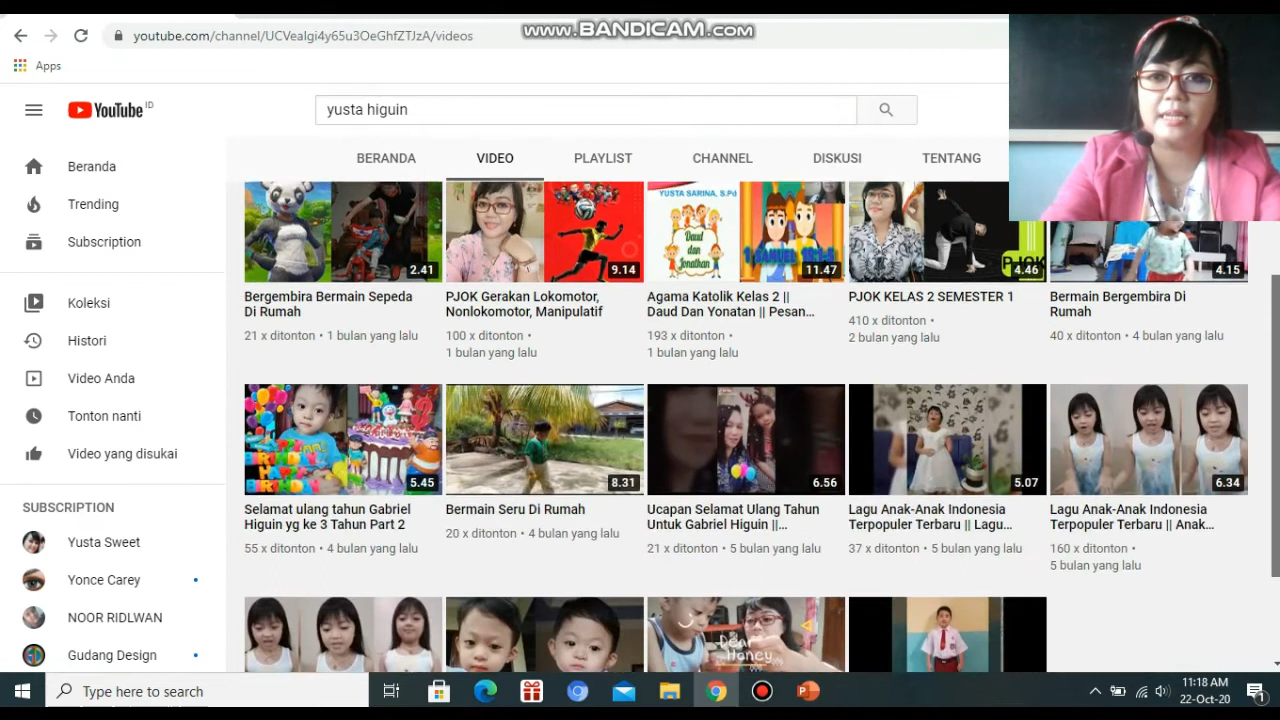 youtube.com/channel/UCVealgi4y65u3OeGhfZTJzA/videos
www.BANDICAM.com
Apps
YouTube ID
yusta higuin
Beranda
Trending
Subscription
Koleksi
Histori
Video Anda
Tonton nanti
Video yang disukai
SUBSCRIPTION
Yusta Sweet
Yonce Carey
NOOR RIDLWAN
Gudang Design
BERANDA VIDEO PLAYLIST CHANNEL DISKUSI TENTANG
2.41
Bergembira Bermain Sepeda
Di Rumah
21 x ditonton • 1 bulan yang lalu
9.14
PJOK Gerakan Lokomotor,
Nonlokomotor, Manipulatif
100 x ditonton •
1 bulan yang lalu
YUSTA SARINA, S.Pd
Daud
dan
Jonathan
11.47
Agama Katolik Kelas 2 ||
Daud Dan Yonatan || Pesan...
193 x ditonton •
1 bulan yang lalu
PJOK
4.46
PJOK KELAS 2 SEMESTER 1
410 x ditonton •
2 bulan yang lalu
4.15
Bermain Bergembira Di
Rumah
40 x ditonton • 4 bulan yang lalu
5.45
Selamat ulang tahun Gabriel
Higuin yg ke 3 Tahun Part 2
55 x ditonton • 4 bulan yang lalu
8.31
Bermain Seru Di Rumah
20 x ditonton • 4 bulan yang lalu
6.56
Ucapan Selamat Ulang Tahun
Untuk Gabriel Higuin ||...
21 x ditonton • 5 bulan yang lalu
5.07
Lagu Anak-Anak Indonesia
Terpopuler Terbaru || Lagu...
37 x ditonton • 5 bulan yang lalu
6.34
Lagu Anak-Anak Indonesia
Terpopuler Terbaru || Anak...
160 x ditonton •
5 bulan yang lalu
Dear
Honey
Type here to search
11:18 AM
22-Oct-20
1